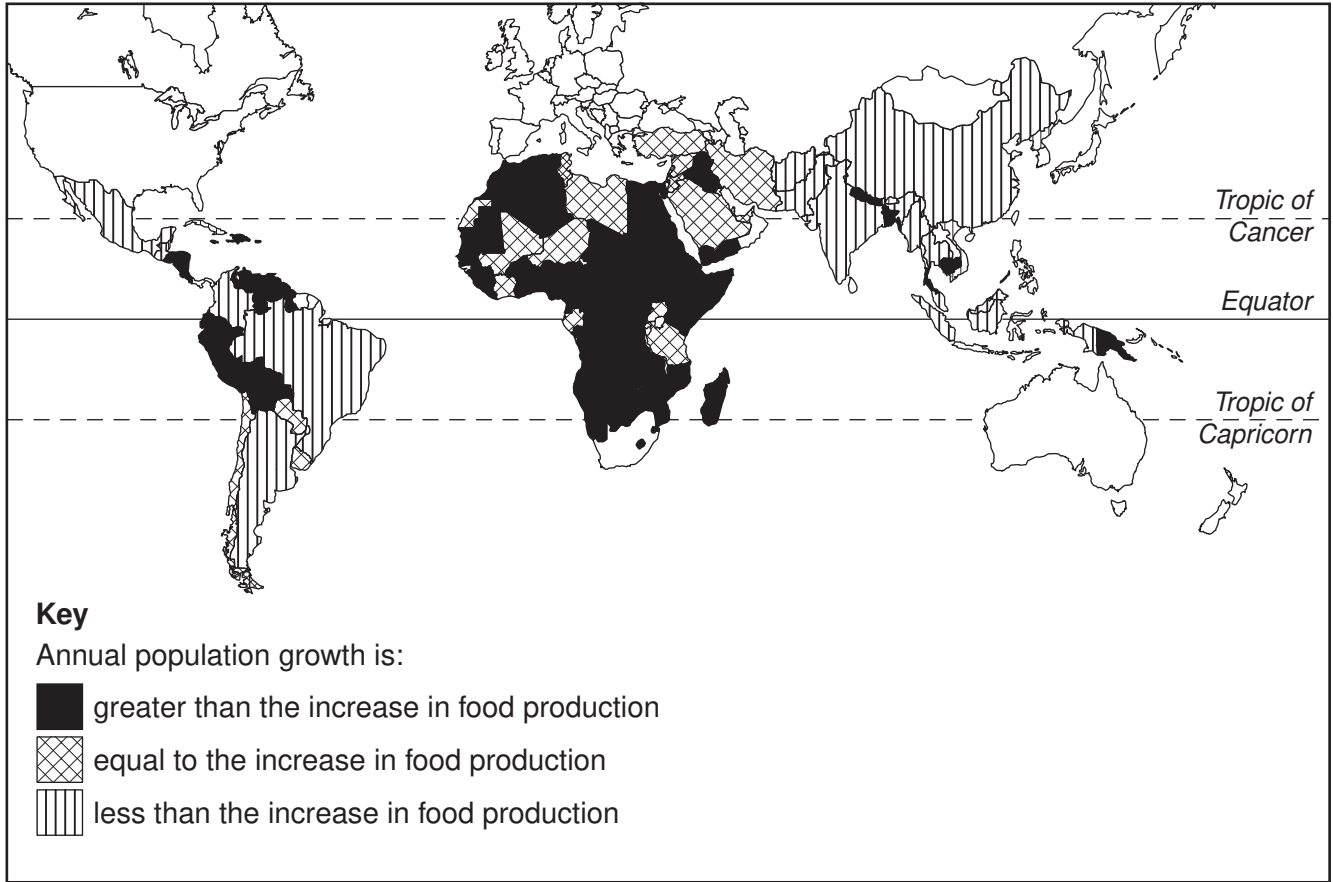 Tropic of
Cancer
Equator
Tropic of
Capricorn
Key
Annual population growth is:
greater than the increase in food production
equal to the increase in food production
less than the increase in food production